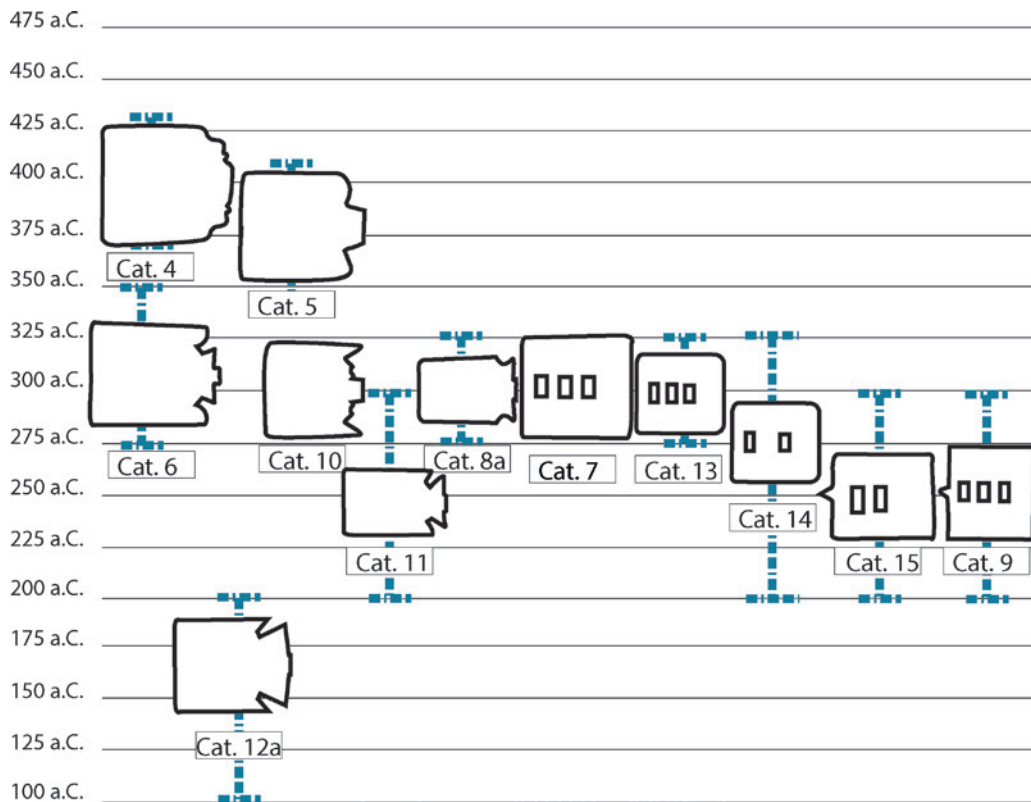 475 a.C.
450 a.C.
425 a.C.
400 a.C.
375 a.C.
350 a.C.
325 a.C.
300 a.C.
275 a.C.
250 a.C.
225 a.C.
200 a.C.
175 a.C.
150 a.C.
125 a.C.
100 a.C.
Cat. 4
Cat. 5
Cat. 6
Cat. 10
Cat. 8a
Cat. 7
Cat. 13
Cat. 14
Cat. 11
Cat. 15
Cat. 9
Cat. 12a